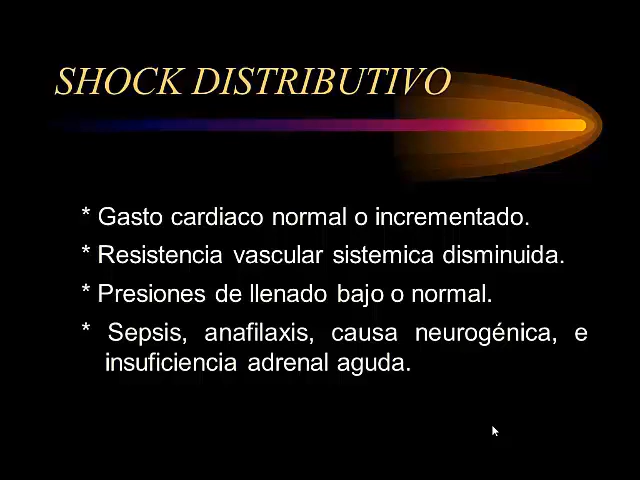 SHOCK DISTRIBUTIVO
* Gasto cardiaco normal o incrementado.
* Resistencia vascular sistemica disminuida.
* Presiones de llenado bajo o normal.
* Sepsis, anafilaxis, causa neurogénica, e
insuficiencia adrenal aguda.